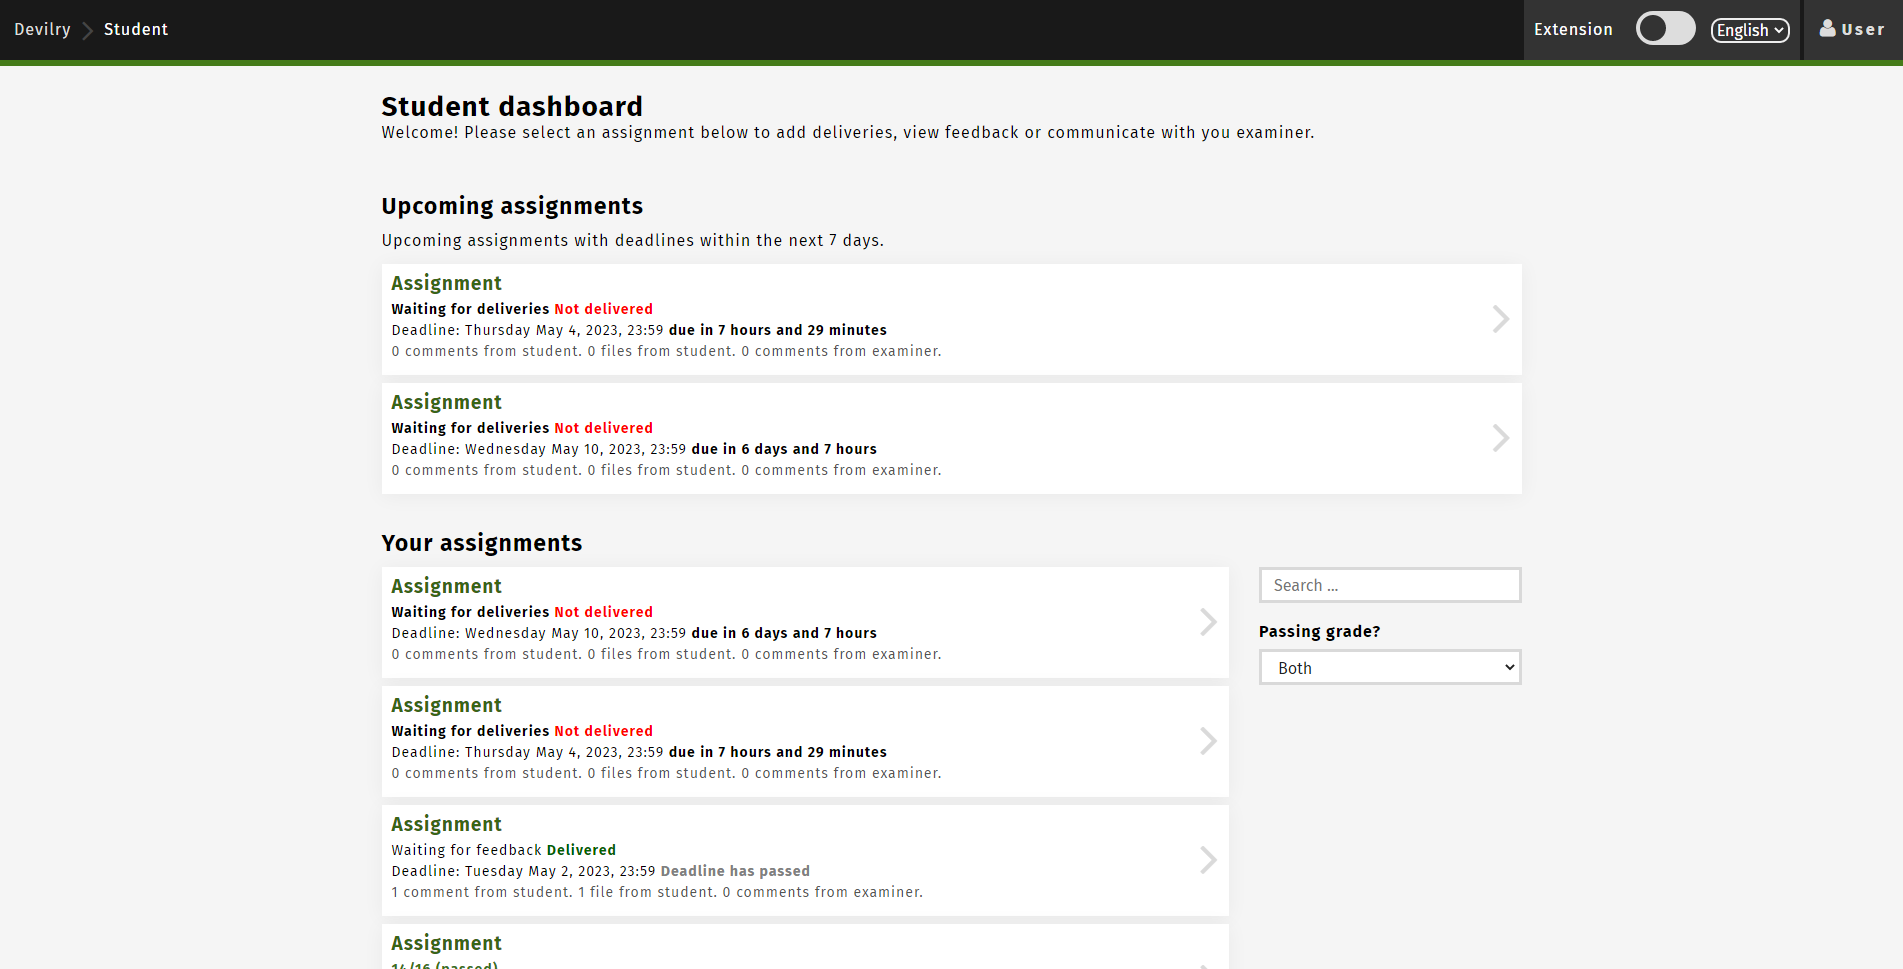 Devilry Student Extension English User
Student dashboard
Welcome! Please select an assignment below to add deliveries, view feedback or communicate with you examiner.
Upcoming assignments
Upcoming assignments with deadlines within the next 7 days.
Assignment
Waiting for deliveries Not delivered
Deadline: Thursday May 4, 2023, 23:59 due in 7 hours and 29 minutes
0 comments from student. 0 files from student. 0 comments from examiner.
Assignment
Waiting for deliveries Not delivered
Deadline: Wednesday May 10, 2023, 23:59 due in 6 days and 7 hours
0 comments from student. 0 files from student. 0 comments from examiner.
Your assignments
Assignment
Waiting for deliveries Not delivered
Deadline: Wednesday May 10, 2023, 23:59 due in 6 days and 7 hours
0 comments from student. 0 files from student. 0 comments from examiner.
Assignment
Waiting for deliveries Not delivered
Deadline: Thursday May 4, 2023, 23:59 due in 7 hours and 29 minutes
0 comments from student. 0 files from student. 0 comments from examiner.
Assignment
Waiting for feedback Delivered
Deadline: Tuesday May 2, 2023, 23:59 Deadline has passed
1 comment from student. 1 file from student. 0 comments from examiner.
Assignment
14/16 (passed)
Search ...
Passing grade?
Both